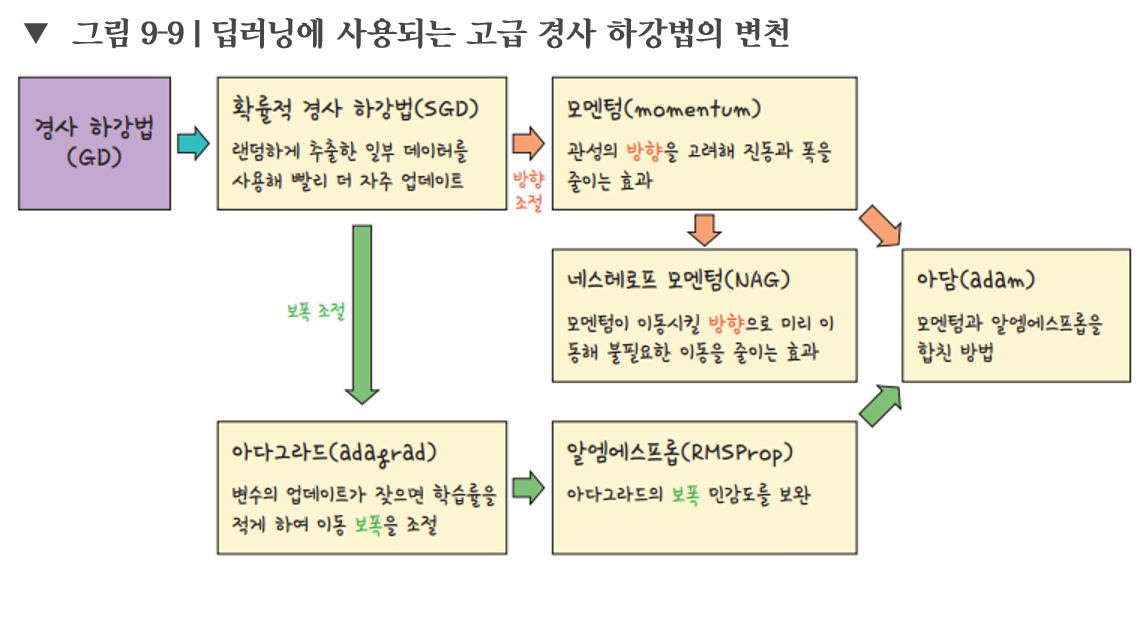 ▼ 그림 9-9 | 딥러닝에 사용되는 고급 경사 하강법의 변천
경사 하강법
(GD)
확률적 경사 하강법(SGD)
랜덤하게 추출한 일부 데이터를
사용해 빨리 더 자주 업데이트
방향
조절
모멘텀(momentum)
관성의 방향을 고려해 진동과 폭을
줄이는 효과
네스테로프 모멘텀(NAG)
모멘텀이 이동시킬 방향으로 미리 이
동해 불필요한 이동을 줄이는 효과
아담(adam)
모멘텀과 알엠에스프롭을
합친 방법
보폭 조절
아다그라드(adagrad)
변수의 업데이트가 잦으면 학습률을
적게 하여 이동 보폭을 조절
알엠에스프롭(RMSProp)
아다그라드의 보폭 민감도를 보완